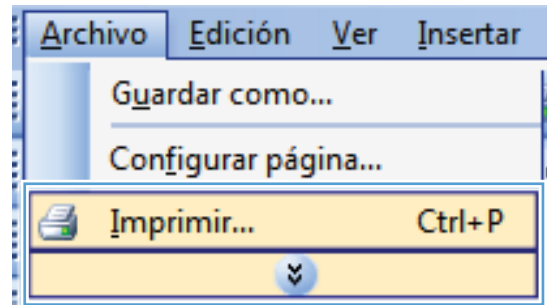 Archivo Edición Ver Insertar
Guardar como...
Configurar página...
Imprimir... Ctrl+P